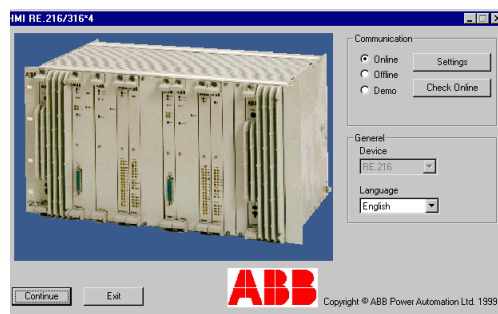 HMI RE.216/316*4
Communication
Online
Offline
Demo
Settings
Check Online
Generel
Device
RE.216
Language
English
Continue
Exit
ABB
Copyright © ABB Power Automation Ltd. 1999